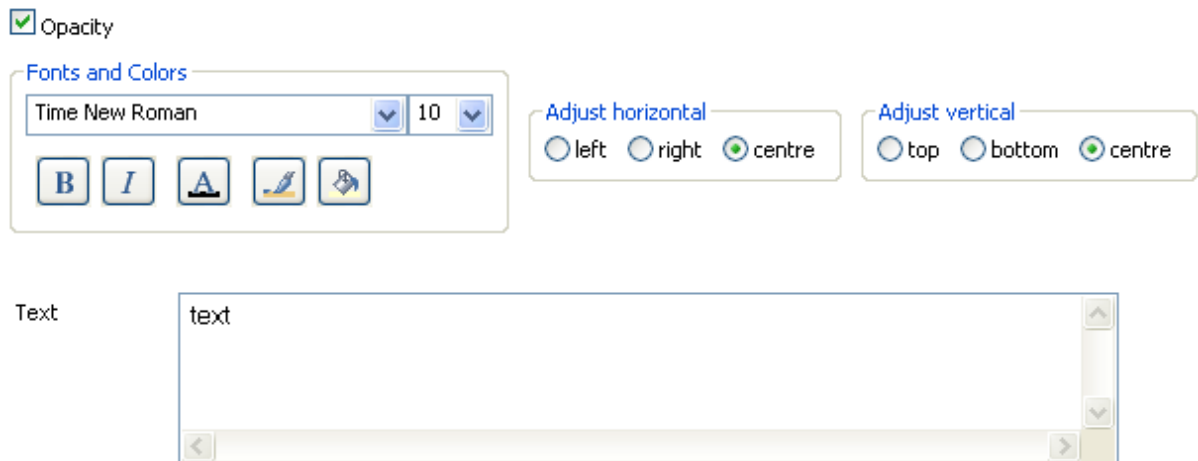 Opacity
Fonts and Colors
Time New Roman 10
B I A
Adjust horizontal
left right centre
Adjust vertical
top bottom centre
Text
text